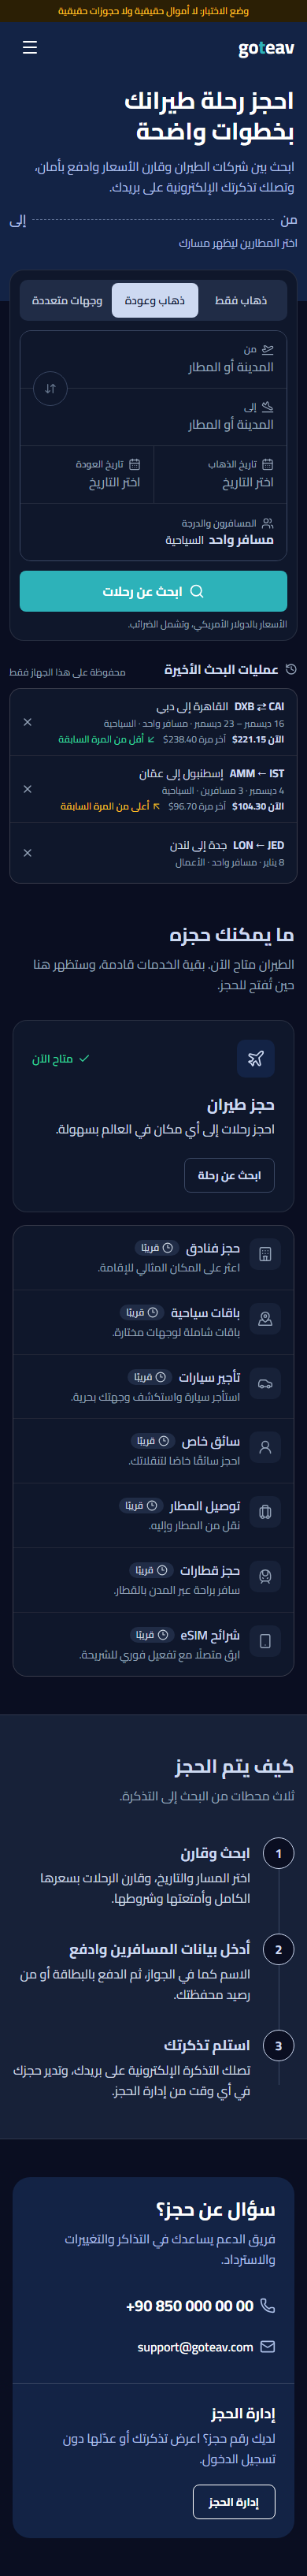 وضع الاختبار: لا أموال حقيقية ولا حجوزات حقيقية
goteav
احجز رحلة طيرانك
بخطوات واضحة
ابحث بين شركات الطيران وقارن الأسعار وادفع بأمان،
وتصلك تذكرتك الإلكترونية على بريدك.
من
إلى
اختر المطارين ليظهر مسارك
ذهاب فقط
ذهاب وعودة
وجهات متعددة
من
المدينة أو المطار
إلى
المدينة أو المطار
تاريخ الذهاب
اختر التاريخ
تاريخ العودة
اختر التاريخ
المسافرون والدرجة
مسافر واحد السياحية
ابحث عن رحلات
الأسعار بالدولار الأمريكي، وتشمل الضرائب.
عمليات البحث الأخيرة
محفوظة على هذا الجهاز فقط
DXB ⇄ CAI القاهرة إلى دبي
16 ديسمبر – 23 ديسمبر · مسافر واحد · السياحية
الآن $221.15 آخر مرة $238.40 ↙ أقل من المرة السابقة
AMM ← IST إسطنبول إلى عمّان
4 ديسمبر · 3 مسافرين · السياحية
الآن $104.30 آخر مرة $96.70 ↖ أعلى من المرة السابقة
LON ← JED جدة إلى لندن
8 يناير · مسافر واحد · الأعمال
ما يمكنك حجزه
الطيران متاح الآن. بقية الخدمات قادمة، وستظهر هنا
حين تُفتح للحجز.
متاح الآن
حجز طيران
احجز رحلات إلى أي مكان في العالم بسهولة.
ابحث عن رحلة
حجز فنادق قريبًا
اعثر على المكان المثالي للإقامة.
باقات سياحية قريبًا
باقات شاملة لوجهات مختارة.
تأجير سيارات قريبًا
استأجر سيارة واستكشف وجهتك بحرية.
سائق خاص قريبًا
احجز سائقًا خاصًا لتنقلاتك.
توصيل المطار قريبًا
نقل من المطار وإليه.
حجز قطارات قريبًا
سافر براحة عبر المدن بالقطار.
شرائح eSIM قريبًا
ابقَ متصلًا مع تفعيل فوري للشريحة.
كيف يتم الحجز
ثلاث محطات من البحث إلى التذكرة.
1
ابحث وقارن
اختر المسار والتاريخ، وقارن الرحلات بسعرها
الكامل وأمتعتها وشروطها.
2
أدخل بيانات المسافرين وادفع
الاسم كما في الجواز، ثم الدفع بالبطاقة أو من
رصيد محفظتك.
3
استلم تذكرتك
تصلك التذكرة الإلكترونية على بريدك، وتدير حجزك
في أي وقت من إدارة الحجز.
سؤال عن حجز؟
فريق الدعم يساعدك في التذاكر والتغييرات
والاسترداد.
+90 850 000 00 00
support@goteav.com
إدارة الحجز
لديك رقم حجز؟ اعرض تذكرتك أو عدّلها دون
تسجيل الدخول.
إدارة الحجز